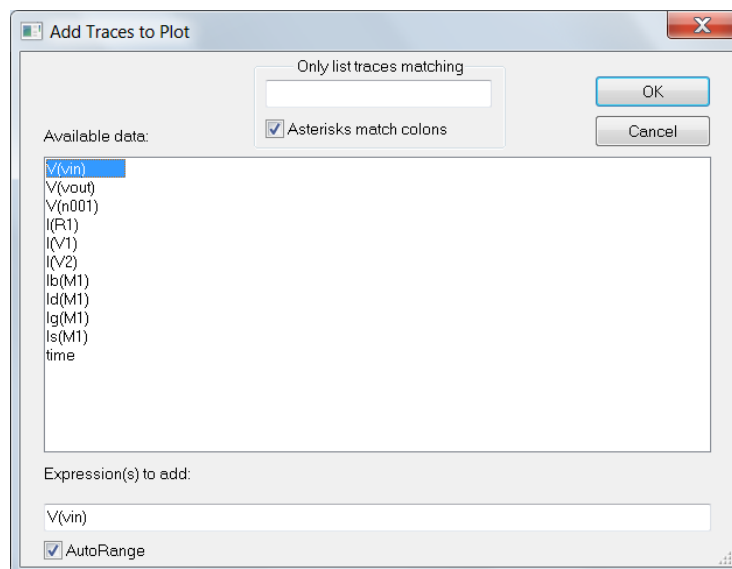 Add Traces to Plot
Only list traces matching
OK
Asterisks match colons
Cancel
Available data:
V(vin)
V(vout)
V(n001)
I(R1)
I(V1)
I(V2)
Ib(M1)
Id(M1)
Ig(M1)
Is(M1)
time
Expression(s) to add:
V(vin)
AutoRange